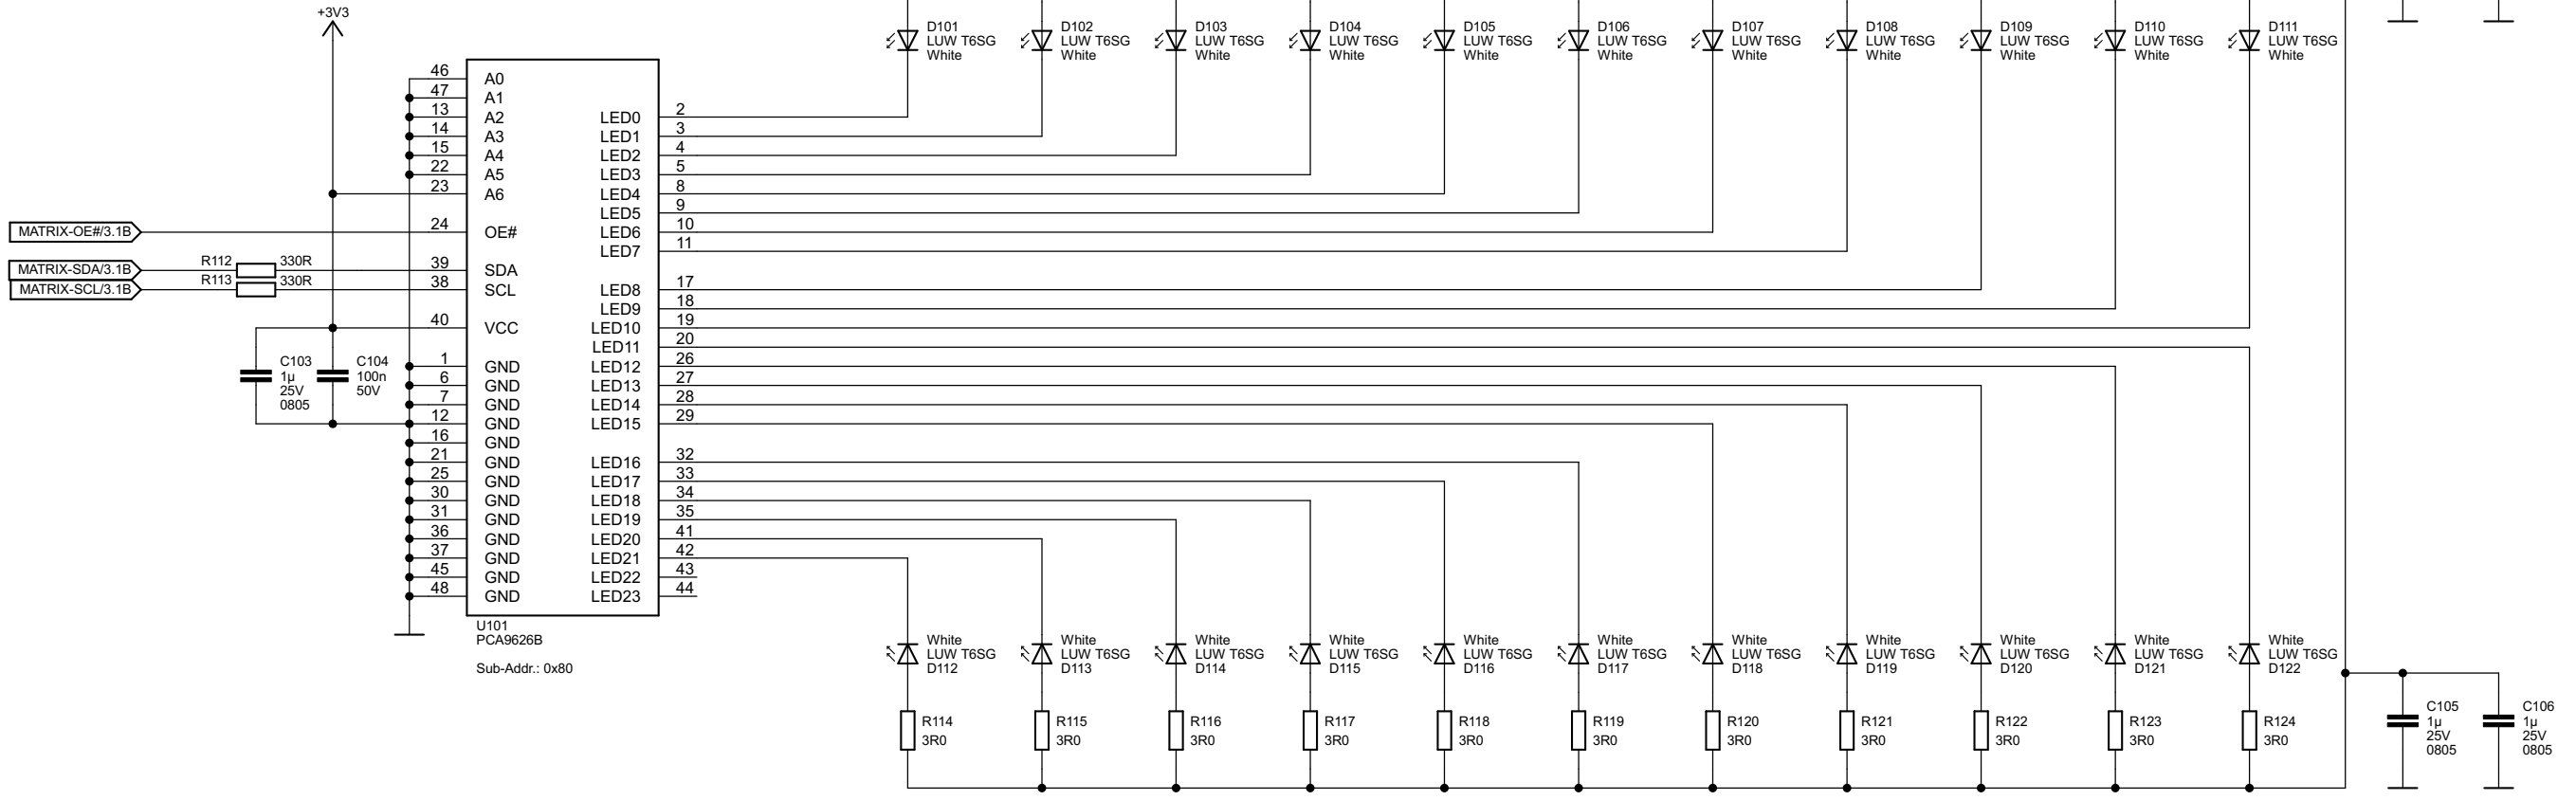 +3V3
D101
LUW T6SG
White
D102
LUW T6SG
White
D103
LUW T6SG
White
D104
LUW T6SG
White
D105
LUW T6SG
White
D106
LUW T6SG
White
D107
LUW T6SG
White
D108
LUW T6SG
White
D109
LUW T6SG
White
D110
LUW T6SG
White
D111
LUW T6SG
White
46 A0
47 A1
13 A2
14 A3
15 A4
22 A5
23 A6
24 OE#
39 SDA
38 SCL
40 VCC
1 GND
6 GND
7 GND
12 GND
16 GND
21 GND
25 GND
30 GND
31 GND
36 GND
37 GND
45 GND
48 GND
LED0 2
LED1 3
LED2 4
LED3 5
LED4 8
LED5 9
LED6 10
LED7 11
LED8 17
LED9 18
LED10 19
LED11 20
LED12 26
LED13 27
LED14 28
LED15 29
LED16 32
LED17 33
LED18 34
LED19 35
LED20 41
LED21 42
LED22 43
LED23 44
MATRIX-OE#/3.1B
MATRIX-SDA/3.1B
R112 330R
MATRIX-SCL/3.1B
R113 330R
C103
1µ
25V
0805
C104
100n
50V
U101
PCA9626B
Sub-Addr.: 0x80
White
LUW T6SG
D112
White
LUW T6SG
D113
White
LUW T6SG
D114
White
LUW T6SG
D115
White
LUW T6SG
D116
White
LUW T6SG
D117
White
LUW T6SG
D118
White
LUW T6SG
D119
White
LUW T6SG
D120
White
LUW T6SG
D121
White
LUW T6SG
D122
R114
3R0
R115
3R0
R116
3R0
R117
3R0
R118
3R0
R119
3R0
R120
3R0
R121
3R0
R122
3R0
R123
3R0
R124
3R0
C105
1µ
25V
0805
C106
1µ
25V
0805